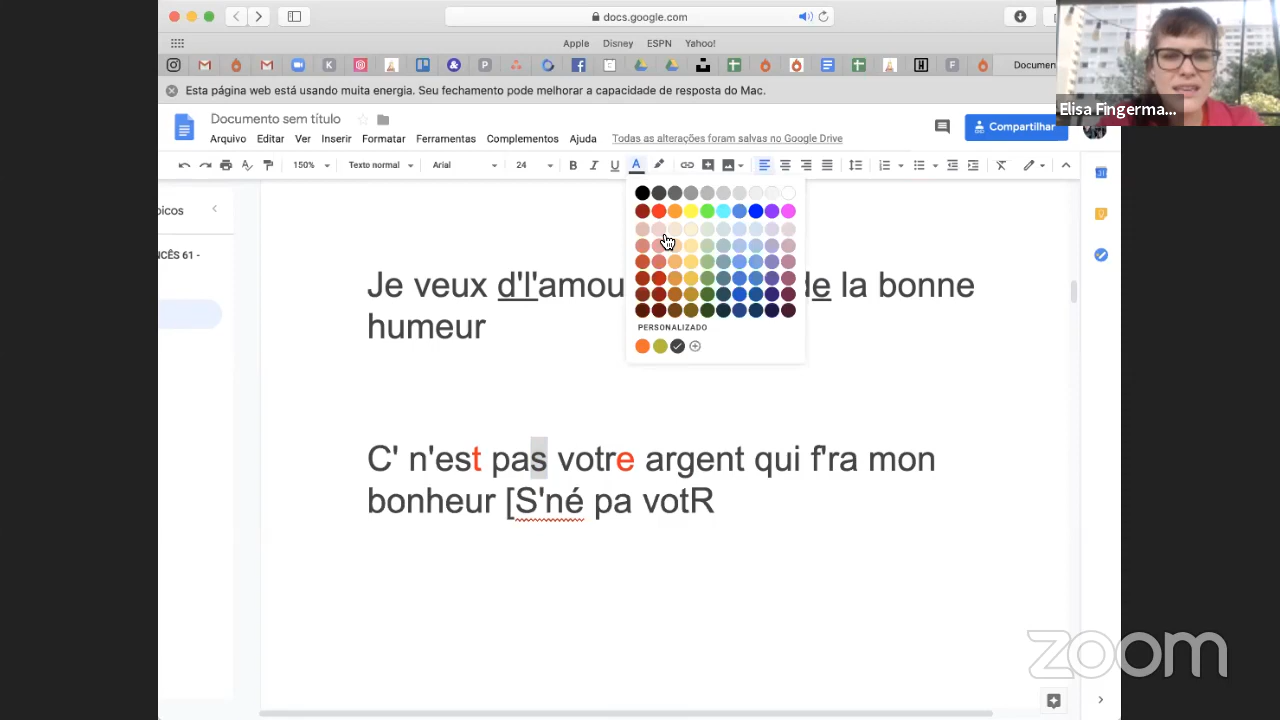 docs.google.com
Apple Disney ESPN Yahoo!
Documen
Esta página web está usando muita energia. Seu fechamento pode melhorar a capacidade de resposta do Mac.
Elisa Fingerma...
Documento sem título
Arquivo Editar Ver Inserir Formatar Ferramentas Complementos Ajuda Todas as alterações foram salvas no Google Drive
Compartilhar
150% Texto normal Arial 24
picos
CÊS 61 -
Je veux d'l'amou de la bonne
humeur
PERSONALIZADO
C' n'est pas votre argent qui f'ra mon
bonheur [S'né pa votR
zoom